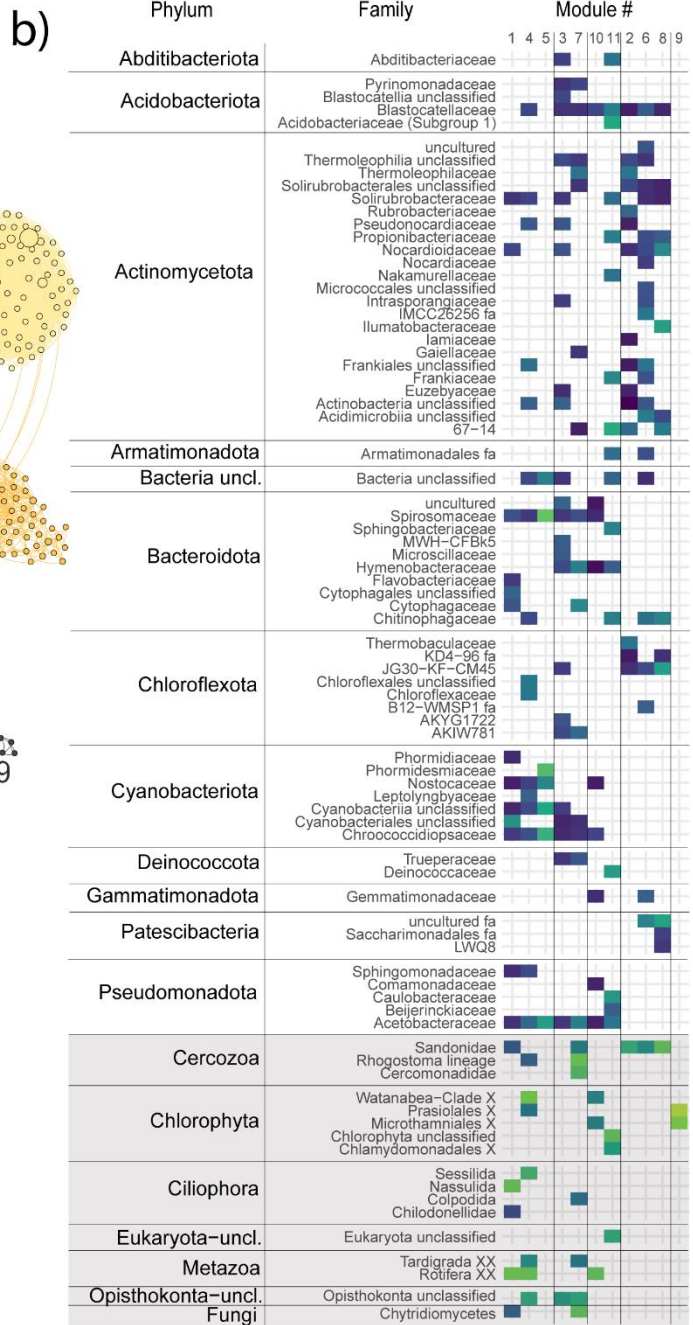 b)
Phylum Family Module #
1 4 5 3 7 10 11 2 6 8 9
Abditibacteriota Abditibacteriaceae
Acidobacteriota
Pyrinomonadaceae
Blastocatellia unclassified
Blastocatellaceae
Acidobacteriaceae (Subgroup 1)
Actinomycetota
uncultured
Thermoleophilia unclassified
Thermoleophilaceae
Solirubrobacterales unclassified
Solirubrobacteraceae
Rubrobacteriaceae
Pseudonocardiaceae
Propionibacteriaceae
Nocardioidaceae
Nocardiaceae
Nakamurellaceae
Micrococcales unclassified
Intrasporangiaceae
IMCC26256 fa
Ilumatobacteraceae
Iamiaceae
Gaiellaceae
Frankiales unclassified
Frankiaceae
Euzebyaceae
Actinobacteria unclassified
Acidimicrobiia unclassified
67−14
Armatimonadota Armatimonadales fa
Bacteria uncl. Bacteria unclassified
Bacteroidota
uncultured
Spirosomaceae
Sphingobacteriaceae
MWH−CFBk5
Microscillaceae
Hymenobacteraceae
Flavobacteriaceae
Cytophagales unclassified
Cytophagaceae
Chitinophagaceae
Chloroflexota
Thermobaculaceae
KD4−96 fa
JG30−KF−CM45
Chloroflexales unclassified
Chloroflexaceae
B12−WMSP1 fa
AKYG1722
AKIW781
Cyanobacteriota
Phormidiaceae
Phormidesmiaceae
Nostocaceae
Leptolyngbyaceae
Cyanobacteriia unclassified
Cyanobacteriales unclassified
Chroococcidiopsaceae
Deinococcota
Trueperaceae
Deinococcaceae
Gammatimonadota Gemmatimonadaceae
Patescibacteria
uncultured fa
Saccharimonadales fa
LWQ8
Pseudomonadota
Sphingomonadaceae
Comamonadaceae
Caulobacteraceae
Beijerinckiaceae
Acetobacteraceae
Cercozoa
Sandonidae
Rhogostoma lineage
Cercomonadidae
Chlorophyta
Watanabea−Clade X
Prasiolales X
Microthamniales X
Chlorophyta unclassified
Chlamydomonadales X
Ciliophora
Sessilida
Nassulida
Colpodida
Chilodonellidae
Eukaryota−uncl. Eukaryota unclassified
Metazoa
Tardigrada XX
Rotifera XX
Opisthokonta−uncl. Opisthokonta unclassified
Fungi Chytridiomycetes
9